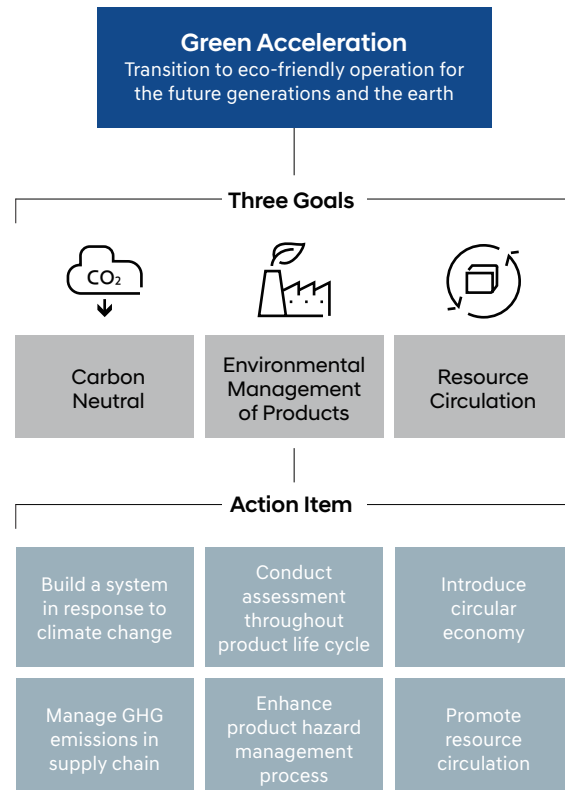 Green Acceleration
Transition to eco-friendly operation for
the future generations and the earth
Three Goals
CO₂
Carbon
Neutral
Environmental
Management
of Products
Resource
Circulation
Action Item
Build a system
in response to
climate change
Conduct
assessment
throughout
product life cycle
Introduce
circular
economy
Manage GHG
emissions in
supply chain
Enhance
product hazard
management
process
Promote
resource
circulation